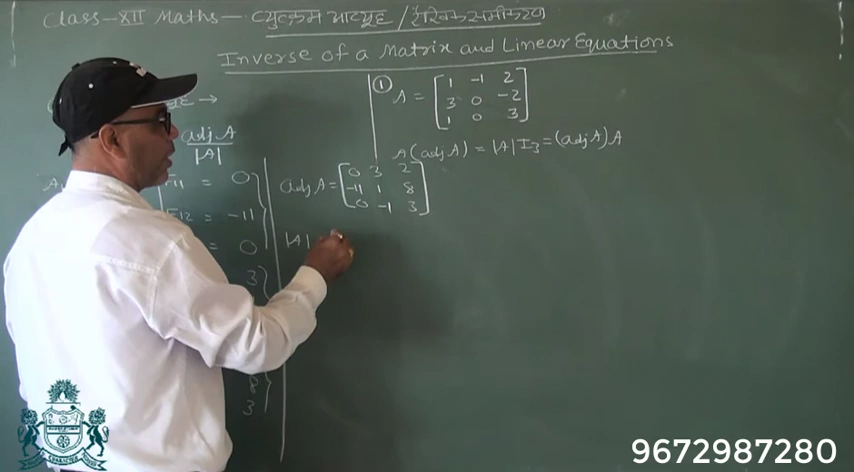 Class-XII Maths- व्युत्क्रम आव्यूह / रैखिक समीकरण
Inverse of a Matrix and Linear Equations
→
adj A
|A|
= 0
12 = -11
= 0
3
8
3
① A = [1 -1 2
3 0 -2
1 0 3]
A(adj A) = |A| I3 = (adj A) A
adj A = [0 3 2
-11 1 8
0 -1 3]
|A|
9672987280